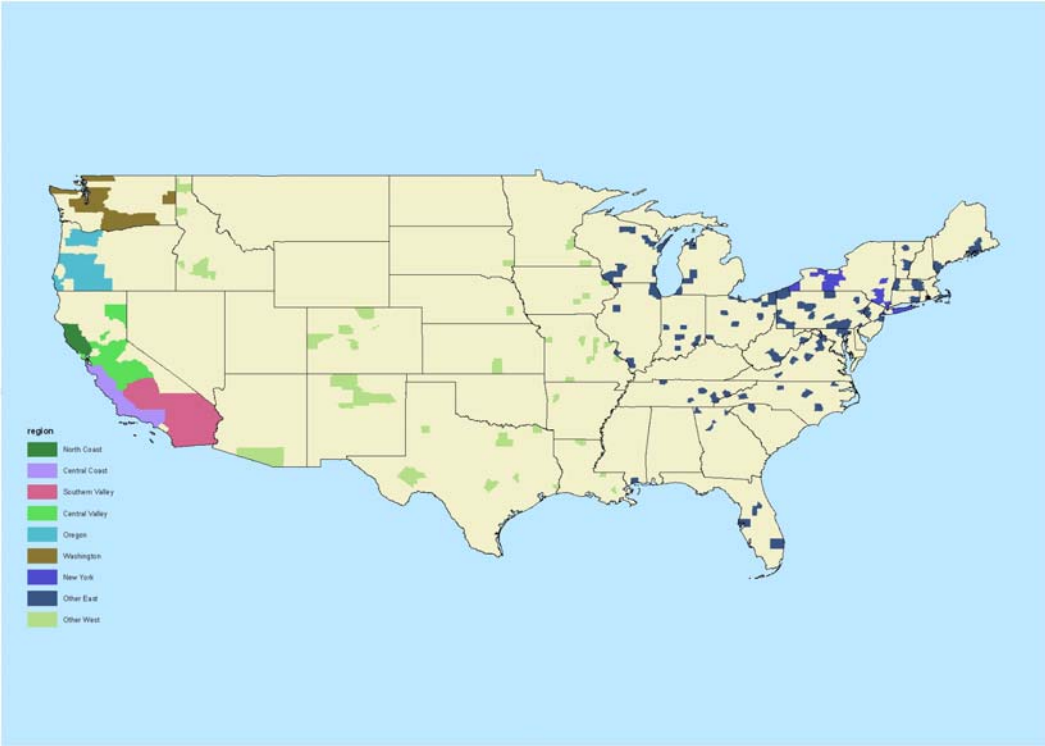 region
North Coast
Central Coast
Southern Valley
Central Valley
Oregon
Washington
New York
Other East
Other West